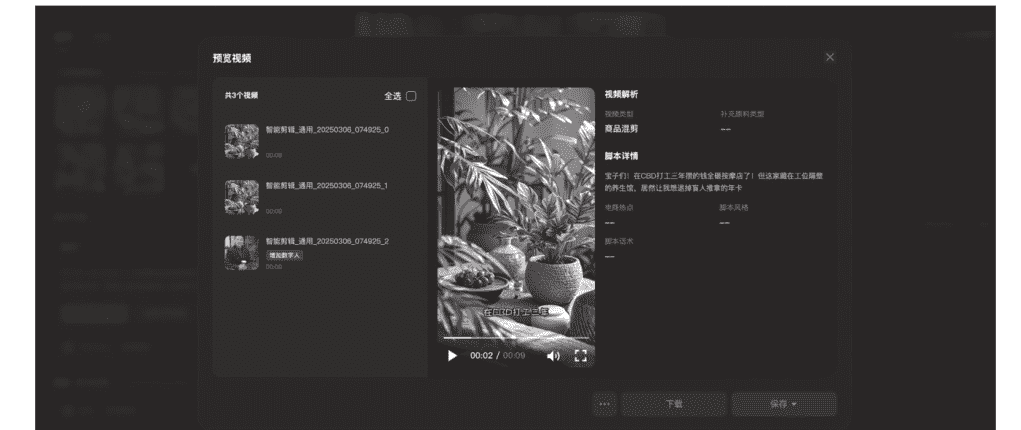 预览视频
共3个视频
全选
智能剪辑_通用_20250306_074925_0
00:09
智能剪辑_通用_20250306_074925_1
00:09
智能剪辑_通用_20250306_074925_2
增加数字人
00:08
在CBD打工三年
00:02 / 00:09
视频解析
视频类型
补充原料类型
商品混剪
--
脚本详情
宝子们！在CBD打工三年攒的钱全砸按摩店了！但这家藏在工位隔壁
的养生馆，居然让我想退掉盲人推拿的年卡
电商热点
脚本风格
--
--
脚本话术
--
下载
保存